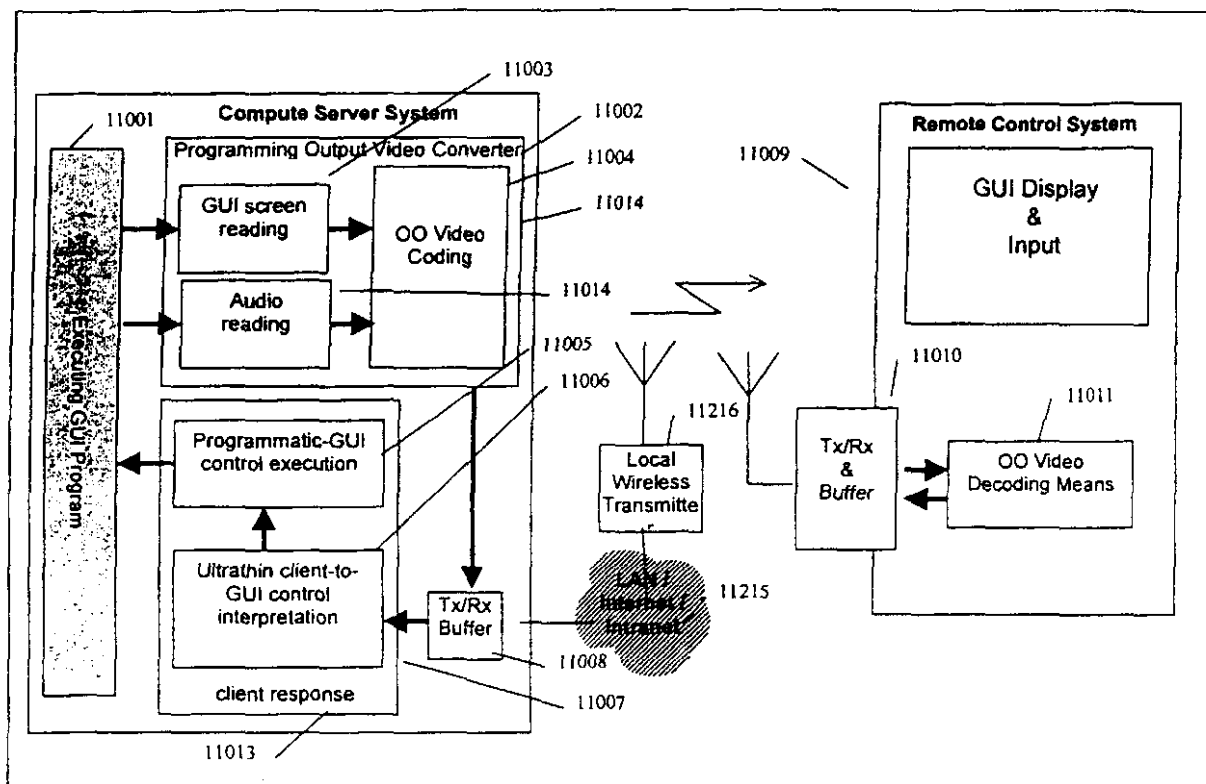 11003
Compute Server System
11001
11002
Programming Output Video Converter
11004
11014
GUI screen
reading
OO Video
Coding
Audio
reading
11014
11005
11006
Executing GUI Program
Programmatic-GUI
control execution
Ultrathin client-to-
GUI control
interpretation
Tx/Rx
Buffer
11008
11007
client response
11013
11216
Local
Wireless
Transmitte
r
LAN /
Internet /
Intranet
11215
11009
Remote Control System
GUI Display
&
Input
11010
Tx/Rx
&
Buffer
11011
OO Video
Decoding Means